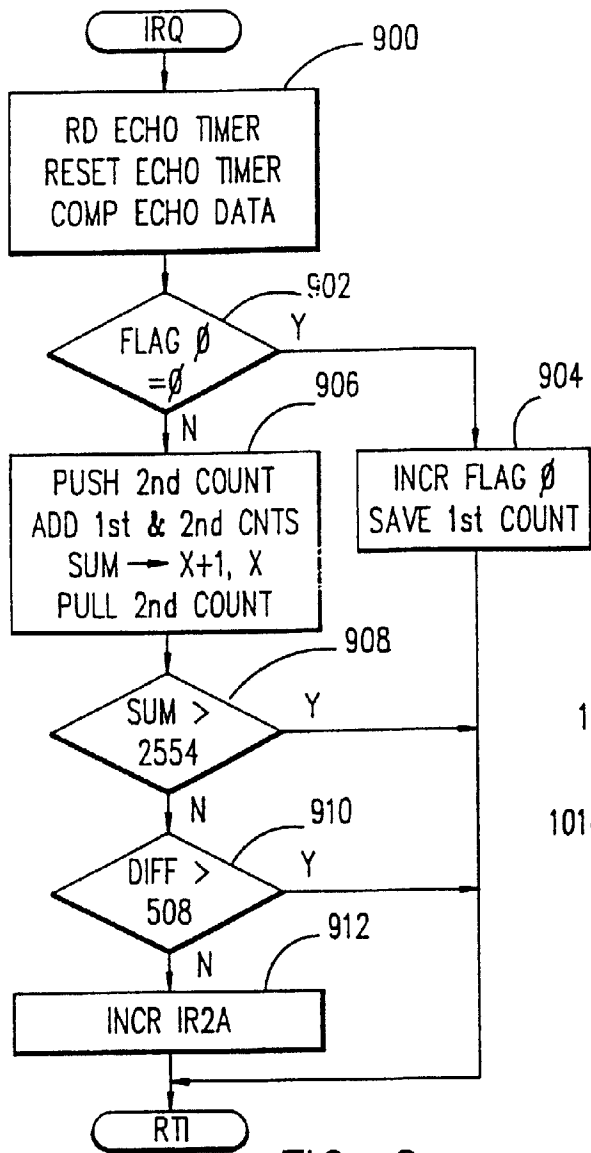 IRQ
900
RD ECHO TIMER
RESET ECHO TIMER
COMP ECHO DATA
902
FLAG Ø
=Ø
Y
N
906
PUSH 2nd COUNT
ADD 1st & 2nd CNTS
SUM → X+1, X
PULL 2nd COUNT
904
INCR FLAG Ø
SAVE 1st COUNT
908
SUM >
2554
Y
N
910
DIFF >
508
Y
N
912
INCR IR2A
RTI
1
101